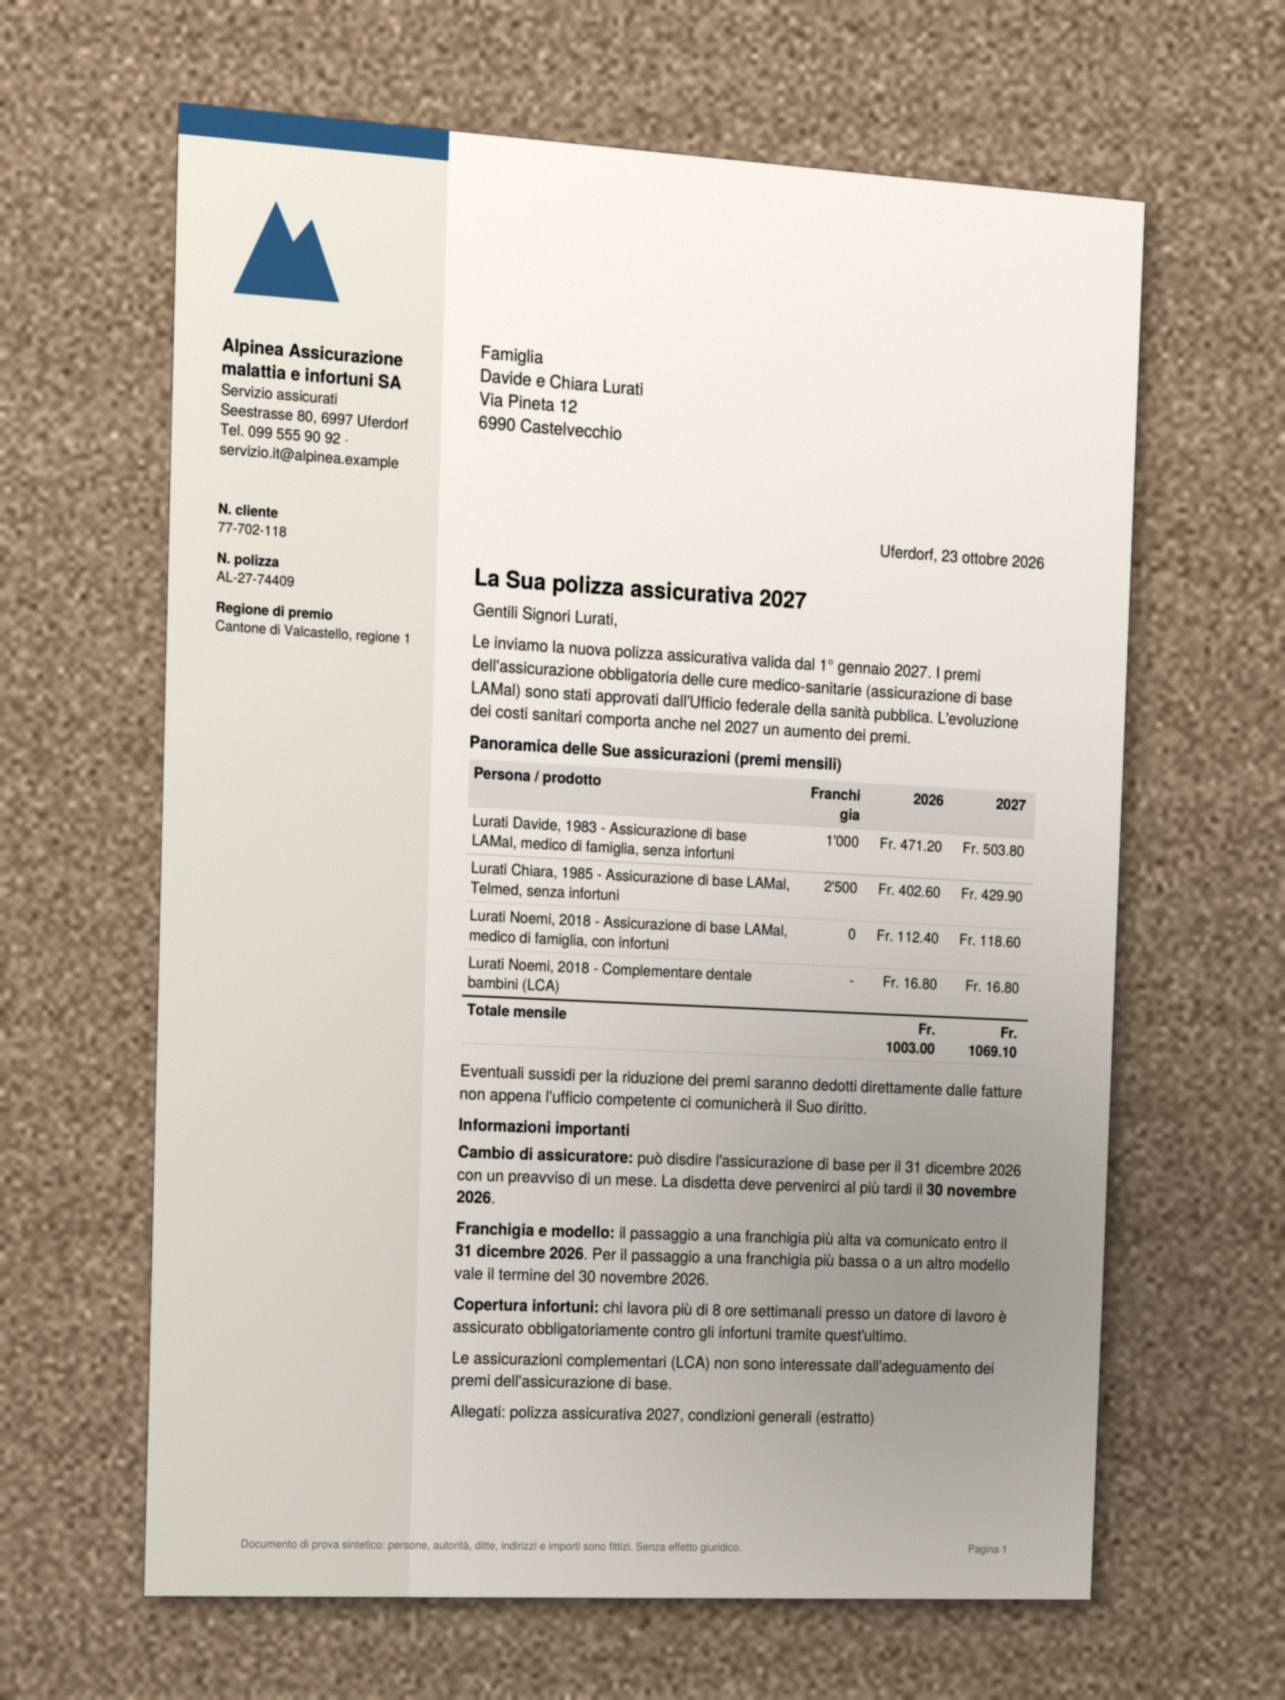 Alpinea Assicurazione
malattia e infortuni SA
Servizio assicurati
Seestrasse 80, 6997 Uferdorf
Tel. 099 555 90 92 ·
servizio.it@alpinea.example
N. cliente
77-702-118
N. polizza
AL-27-74409
Regione di premio
Cantone di Valcastello, regione 1
Famiglia
Davide e Chiara Lurati
Via Pineta 12
6990 Castelvecchio
Uferdorf, 23 ottobre 2026
La Sua polizza assicurativa 2027
Gentili Signori Lurati,
Le inviamo la nuova polizza assicurativa valida dal 1° gennaio 2027. I premi
dell'assicurazione obbligatoria delle cure medico-sanitarie (assicurazione di base
LAMal) sono stati approvati dall'Ufficio federale della sanità pubblica. L'evoluzione
dei costi sanitari comporta anche nel 2027 un aumento dei premi.
Panoramica delle Sue assicurazioni (premi mensili)
Persona / prodotto Franchi 2026 2027
gia
Lurati Davide, 1983 - Assicurazione di base 1'000 Fr. 471.20 Fr. 503.80
LAMal, medico di famiglia, senza infortuni
Lurati Chiara, 1985 - Assicurazione di base LAMal, 2'500 Fr. 402.60 Fr. 429.90
Telmed, senza infortuni
Lurati Noemi, 2018 - Assicurazione di base LAMal, 0 Fr. 112.40 Fr. 118.60
medico di famiglia, con infortuni
Lurati Noemi, 2018 - Complementare dentale - Fr. 16.80 Fr. 16.80
bambini (LCA)
Totale mensile Fr. Fr.
1003.00 1069.10
Eventuali sussidi per la riduzione dei premi saranno dedotti direttamente dalle fatture
non appena l'ufficio competente ci comunicherà il Suo diritto.
Informazioni importanti
Cambio di assicuratore: può disdire l'assicurazione di base per il 31 dicembre 2026
con un preavviso di un mese. La disdetta deve pervenirci al più tardi il 30 novembre
2026.
Franchigia e modello: il passaggio a una franchigia più alta va comunicato entro il
31 dicembre 2026. Per il passaggio a una franchigia più bassa o a un altro modello
vale il termine del 30 novembre 2026.
Copertura infortuni: chi lavora più di 8 ore settimanali presso un datore di lavoro è
assicurato obbligatoriamente contro gli infortuni tramite quest'ultimo.
Le assicurazioni complementari (LCA) non sono interessate dall'adeguamento dei
premi dell'assicurazione di base.
Allegati: polizza assicurativa 2027, condizioni generali (estratto)
Documento di prova sintetico: persone, autorità, ditte, indirizzi e importi sono fittizi. Senza effetto giuridico. Pagina 1